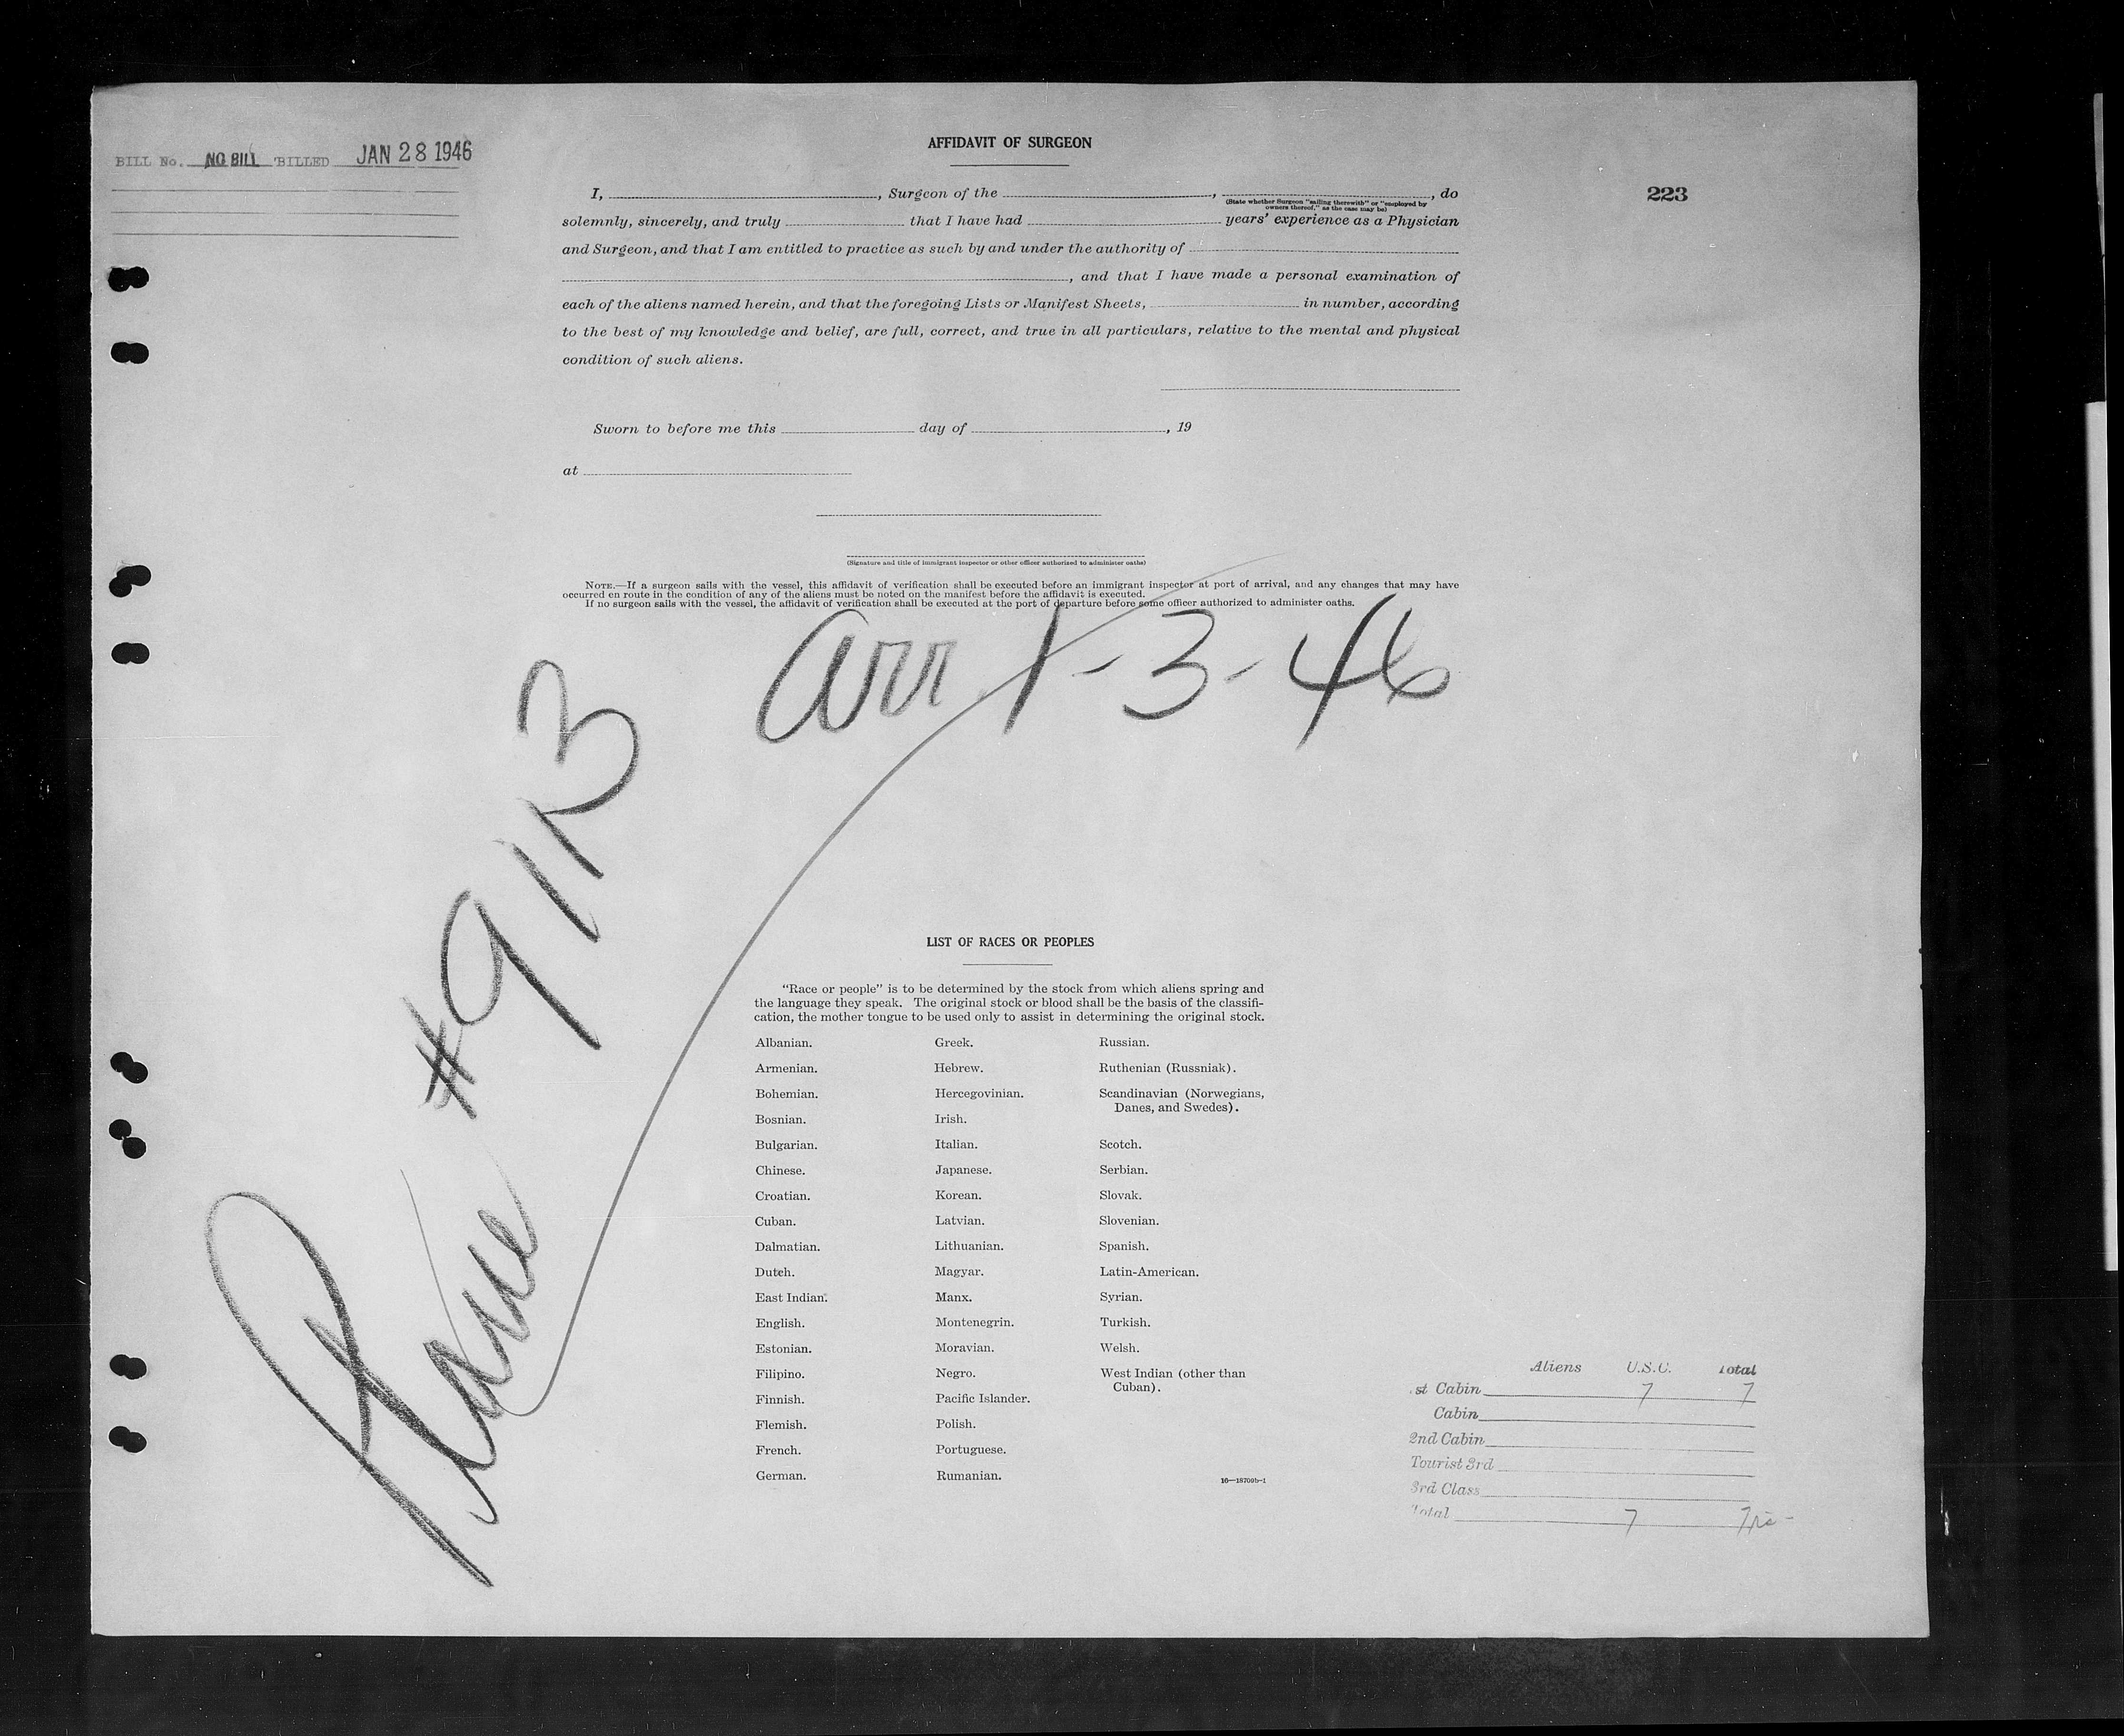 BILL No. NO BILL BILLED JAN 28 1946
AFFIDAVIT OF SURGEON
223
I, , Surgeon of the , , do
(State whether Surgeon "sailing therewith" or "employed by
owners thereof," as the case may be)
solemnly, sincerely, and truly that I have had years' experience as a Physician
and Surgeon, and that I am entitled to practice as such by and under the authority of
, and that I have made a personal examination of
each of the aliens named herein, and that the foregoing Lists or Manifest Sheets, in number, according
to the best of my knowledge and belief, are full, correct, and true in all particulars, relative to the mental and physical
condition of such aliens.
Sworn to before me this day of , 19
at
(Signature and title of immigrant inspector or other officer authorized to administer oaths)
NOTE.—If a surgeon sails with the vessel, this affidavit of verification shall be executed before an immigrant inspector at port of arrival, and any changes that may have
occurred en route in the condition of any of the aliens must be noted on the manifest before the affidavit is executed.
If no surgeon sails with the vessel, the affidavit of verification shall be executed at the port of departure before some officer authorized to administer oaths.
Arr 1-3-46
Plane #913
LIST OF RACES OR PEOPLES
"Race or people" is to be determined by the stock from which aliens spring and
the language they speak. The original stock or blood shall be the basis of the classifi-
cation, the mother tongue to be used only to assist in determining the original stock.
Albanian. Greek. Russian.
Armenian. Hebrew. Ruthenian (Russniak).
Bohemian. Hercegovinian. Scandinavian (Norwegians,
Danes, and Swedes).
Bosnian. Irish.
Bulgarian. Italian. Scotch.
Chinese. Japanese. Serbian.
Croatian. Korean. Slovak.
Cuban. Latvian. Slovenian.
Dalmatian. Lithuanian. Spanish.
Dutch. Magyar. Latin-American.
East Indian. Manx. Syrian.
English. Montenegrin. Turkish.
Estonian. Moravian. Welsh.
Filipino. Negro. West Indian (other than
Cuban).
Finnish. Pacific Islander.
Flemish. Polish.
French. Portuguese.
German. Rumanian.
16—18709b-1
Aliens U.S.C. Total
st Cabin 7 7
Cabin
2nd Cabin
Tourist 3rd
3rd Class
Total 7 7